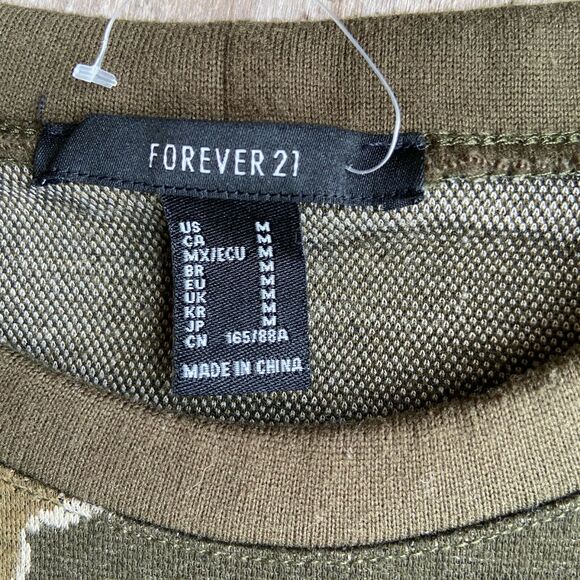 FOREVER 21
US M
CA M
MX/ECU M
BR M
EU M
UK M
KR M
JP M
CN 165/88A
MADE IN CHINA